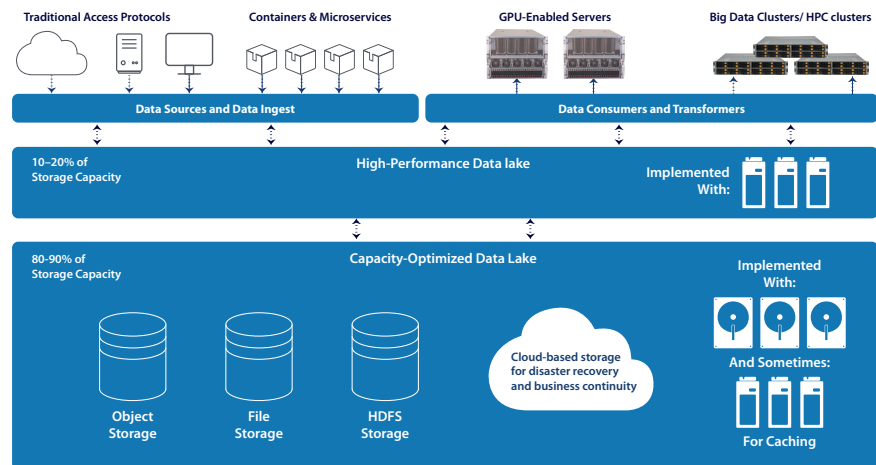 Traditional Access Protocols
Containers & Microservices
GPU-Enabled Servers
Big Data Clusters/ HPC clusters
Data Sources and Data Ingest
Data Consumers and Transformers
10–20% of
Storage Capacity
High-Performance Data lake
Implemented
With:
80-90% of
Storage Capacity
Capacity-Optimized Data Lake
Implemented
With:
Cloud-based storage
for disaster recovery
and business continuity
And Sometimes:
Object
Storage
File
Storage
HDFS
Storage
For Caching